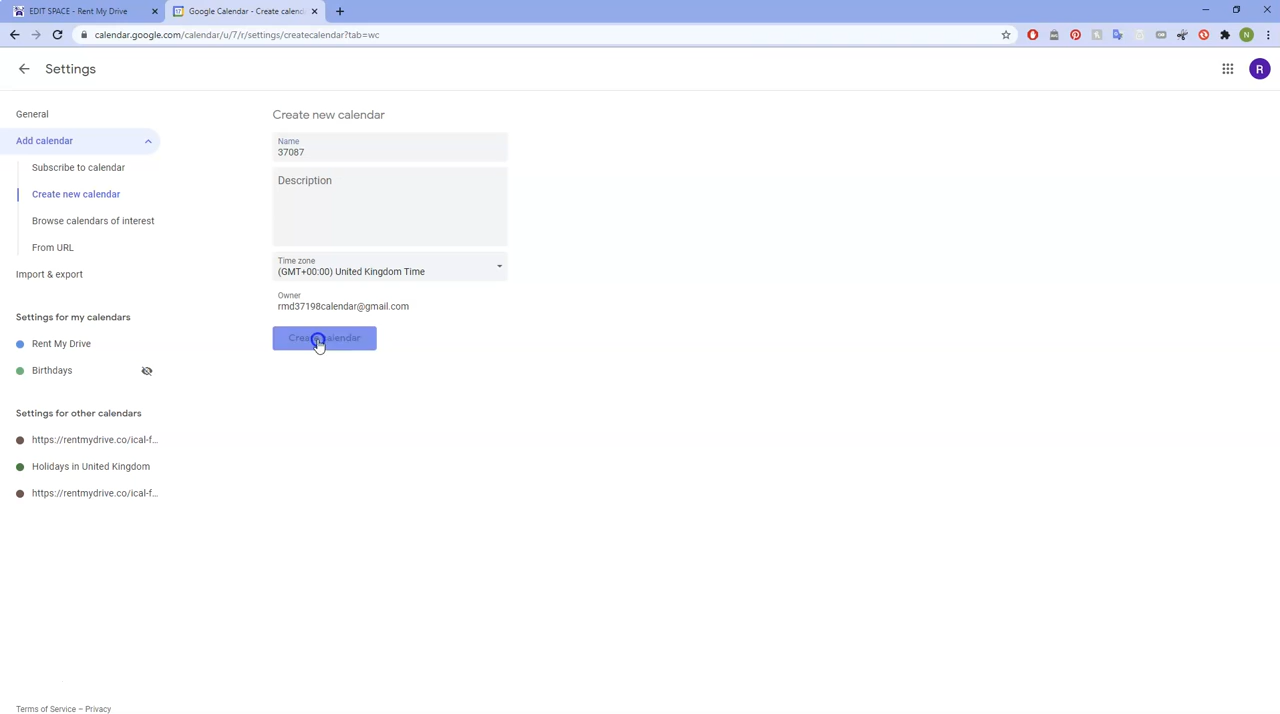 EDIT SPACE - Rent My Drive
Google Calendar - Create calend
calendar.google.com/calendar/u/7/r/settings/createcalendar?tab=wc
N
Settings
R
General
Add calendar
Subscribe to calendar
Create new calendar
Browse calendars of interest
From URL
Import & export
Settings for my calendars
Rent My Drive
Birthdays
Settings for other calendars
https://rentmydrive.co/ical-f...
Holidays in United Kingdom
https://rentmydrive.co/ical-f...
Create new calendar
Name
37087
Description
Time zone
(GMT+00:00) United Kingdom Time
Owner
rmd37198calendar@gmail.com
Create calendar
Terms of Service – Privacy